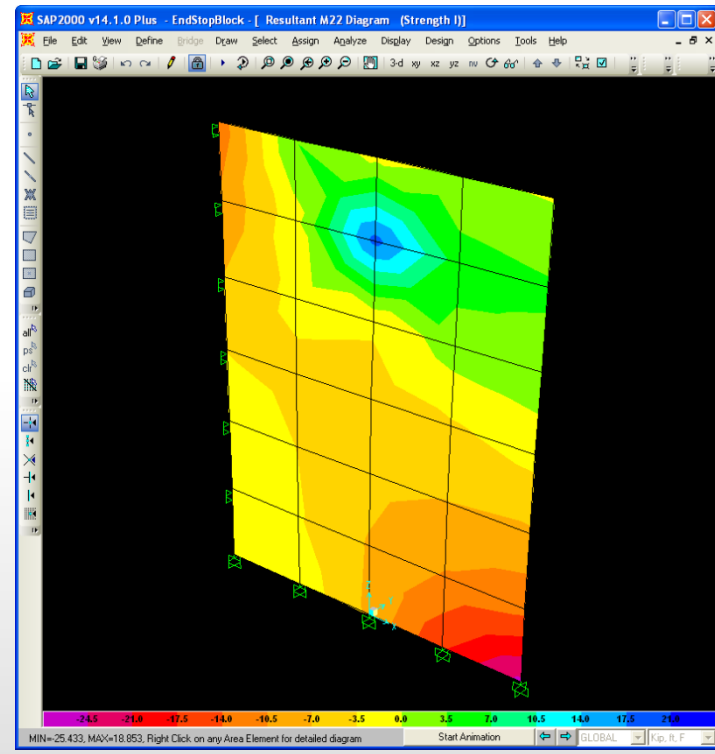 SAP2000 v14.1.0 Plus - EndStopBlock - [ Resultant M22 Diagram (Strength I)]
File Edit View Define Bridge Draw Select Assign Analyze Display Design Options Tools Help
3-d xy xz yz nv
all
ps
clr
-24.5 -21.0 -17.5 -14.0 -10.5 -7.0 -3.5 0.0 3.5 7.0 10.5 14.0 17.5 21.0
MIN=-25.433, MAX=18.853, Right Click on any Area Element for detailed diagram Start Animation GLOBAL Kip, ft, F